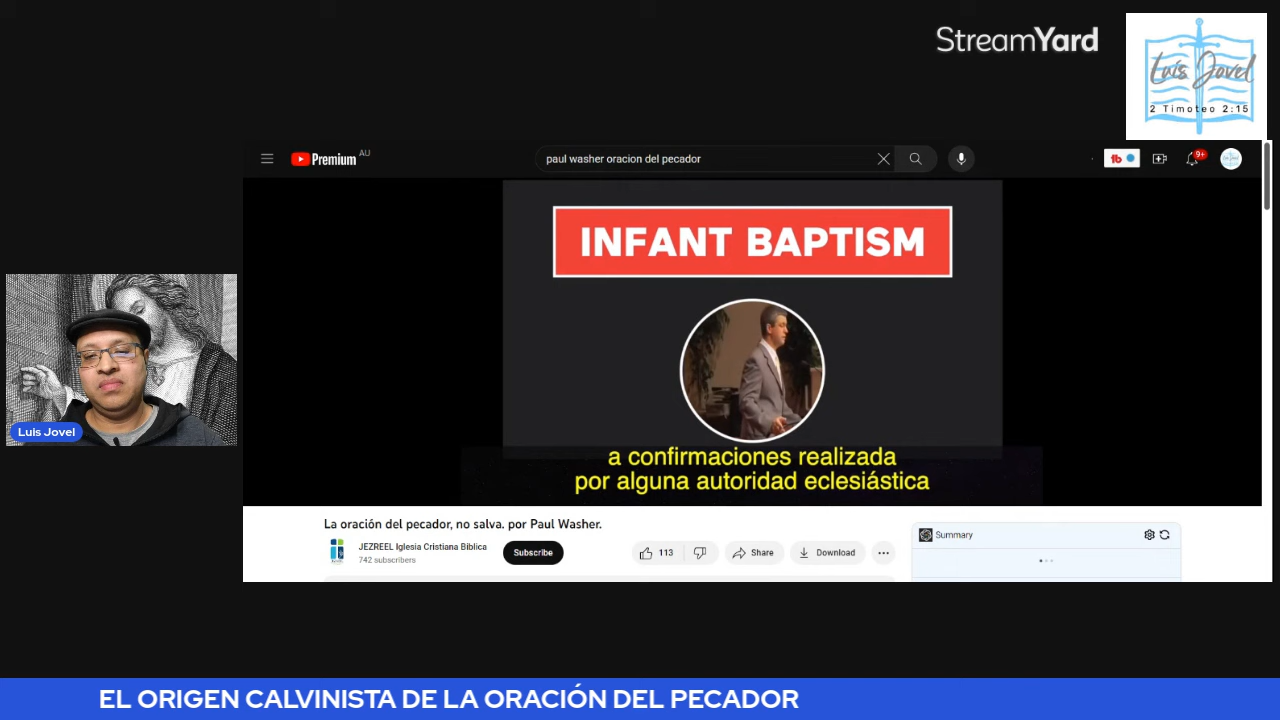 StreamYard
Luis Jovel
2 Timoteo 2:15
Premium AU
paul washer oracion del pecador
9+
INFANT BAPTISM
a confirmaciones realizada
por alguna autoridad eclesiástica
Luis Jovel
La oración del pecador, no salva. por Paul Washer.
JEZREEL Iglesia Cristiana Biblica
742 subscribers
Subscribe
113
Share
Download
Summary
EL ORIGEN CALVINISTA DE LA ORACIÓN DEL PECADOR